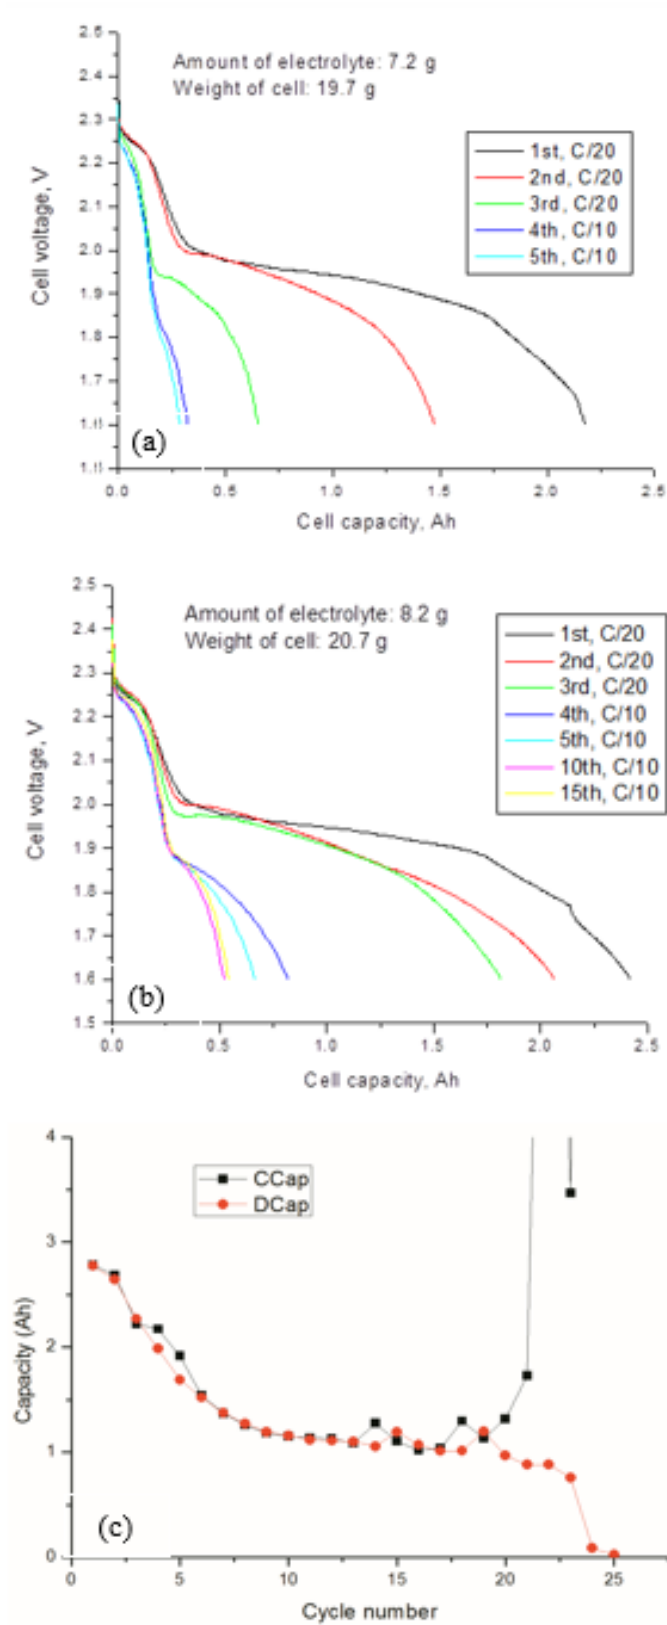 Amount of electrolyte: 7.2 g
Weight of cell: 19.7 g
1st, C/20
2nd, C/20
3rd, C/20
4th, C/10
5th, C/10
2.5
2.4
2.3
2.2
2.1
2.0
1.9
1.8
1.7
Cell voltage, V
(a)
0.0 0.5 1.0 1.5 2.0 2.5
Cell capacity, Ah
Amount of electrolyte: 8.2 g
Weight of cell: 20.7 g
1st, C/20
2nd, C/20
3rd, C/20
4th, C/10
5th, C/10
10th, C/10
15th, C/10
2.5
2.4
2.3
2.2
2.1
2.0
1.9
1.8
1.7
1.6
1.5
Cell voltage, V
(b)
0.0 0.5 1.0 1.5 2.0 2.5
Cell capacity, Ah
CCap
DCap
4
3
2
1
0
Capacity (Ah)
(c)
0 5 10 15 20 25
Cycle number